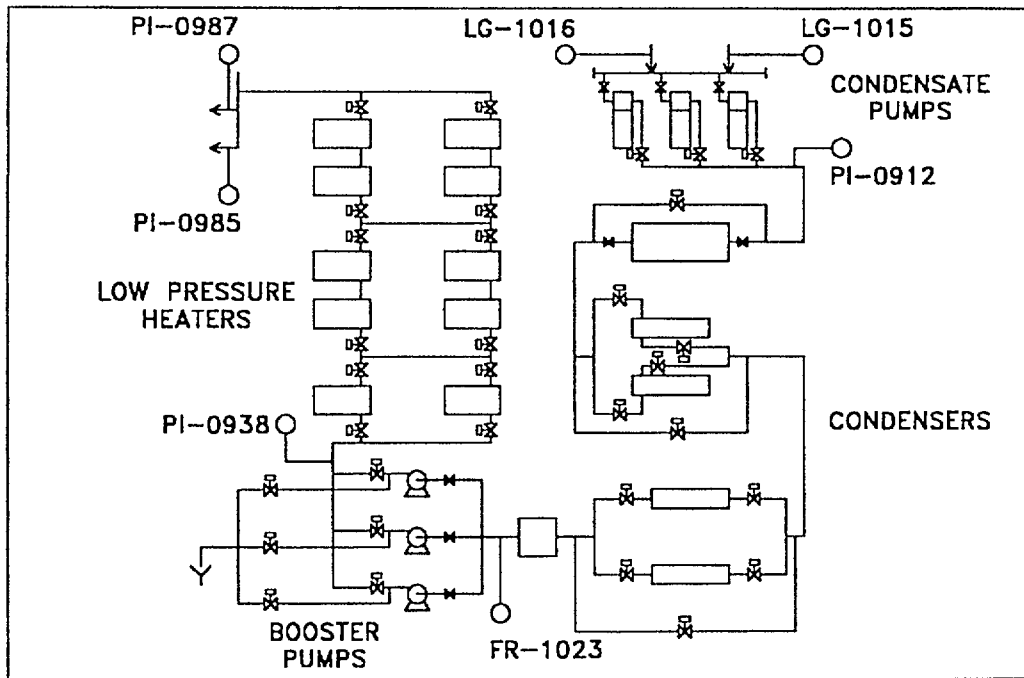 PI-0987
LG-1016
LG-1015
CONDENSATE
PUMPS
PI-0912
PI-0985
LOW PRESSURE
HEATERS
PI-0938
CONDENSERS
BOOSTER
PUMPS
FR-1023